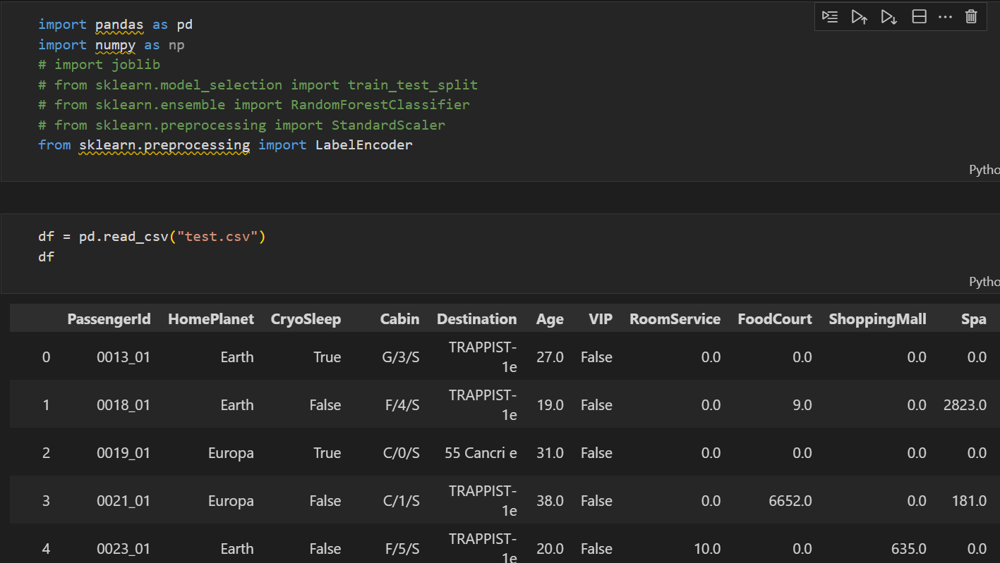 import pandas as pd
import numpy as np
# import joblib
# from sklearn.model_selection import train_test_split
# from sklearn.ensemble import RandomForestClassifier
# from sklearn.preprocessing import StandardScaler
from sklearn.preprocessing import LabelEncoder
Pytho
df = pd.read_csv("test.csv")
df
Pytho
PassengerId HomePlanet CryoSleep Cabin Destination Age VIP RoomService FoodCourt ShoppingMall Spa
0 0013_01 Earth True G/3/S TRAPPIST-1e 27.0 False 0.0 0.0 0.0 0.0
1 0018_01 Earth False F/4/S TRAPPIST-1e 19.0 False 0.0 9.0 0.0 2823.0
2 0019_01 Europa True C/0/S 55 Cancri e 31.0 False 0.0 0.0 0.0 0.0
3 0021_01 Europa False C/1/S TRAPPIST-1e 38.0 False 0.0 6652.0 0.0 181.0
4 0023_01 Earth False F/5/S TRAPPIST-1e 20.0 False 10.0 0.0 635.0 0.0